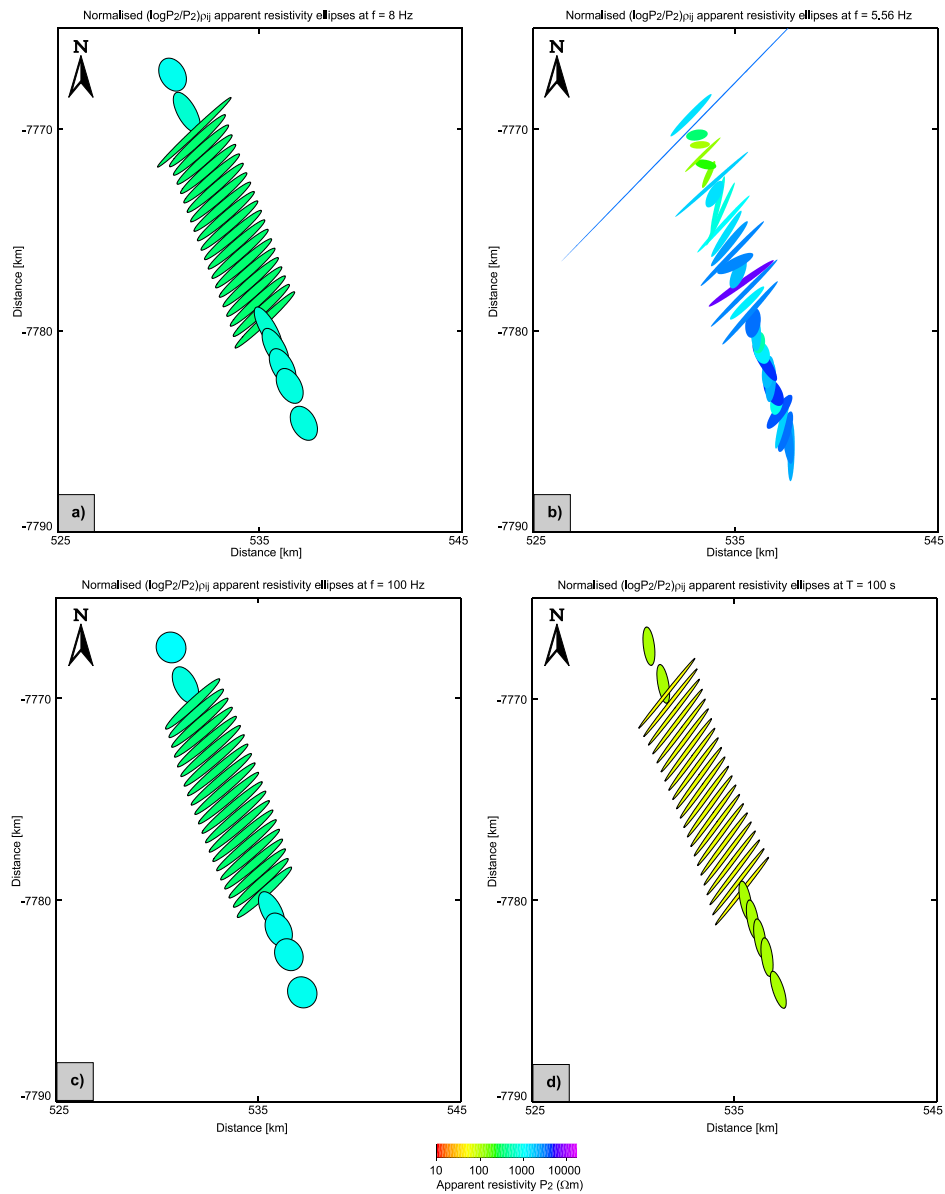 Normalised (logP2/P2)ρij apparent resistivity ellipses at f = 8 Hz
N
-7770
-7780
-7790
Distance [km]
a)
525
535
545
Distance [km]
Normalised (logP2/P2)ρij apparent resistivity ellipses at f = 5.56 Hz
N
-7770
-7780
-7790
Distance [km]
b)
525
535
545
Distance [km]
Normalised (logP2/P2)ρij apparent resistivity ellipses at f = 100 Hz
N
-7770
-7780
-7790
Distance [km]
c)
525
535
545
Distance [km]
Normalised (logP2/P2)ρij apparent resistivity ellipses at T = 100 s
N
-7770
-7780
-7790
Distance [km]
d)
525
535
545
Distance [km]
10 100 1000 10000
Apparent resistivity P2 (Ωm)